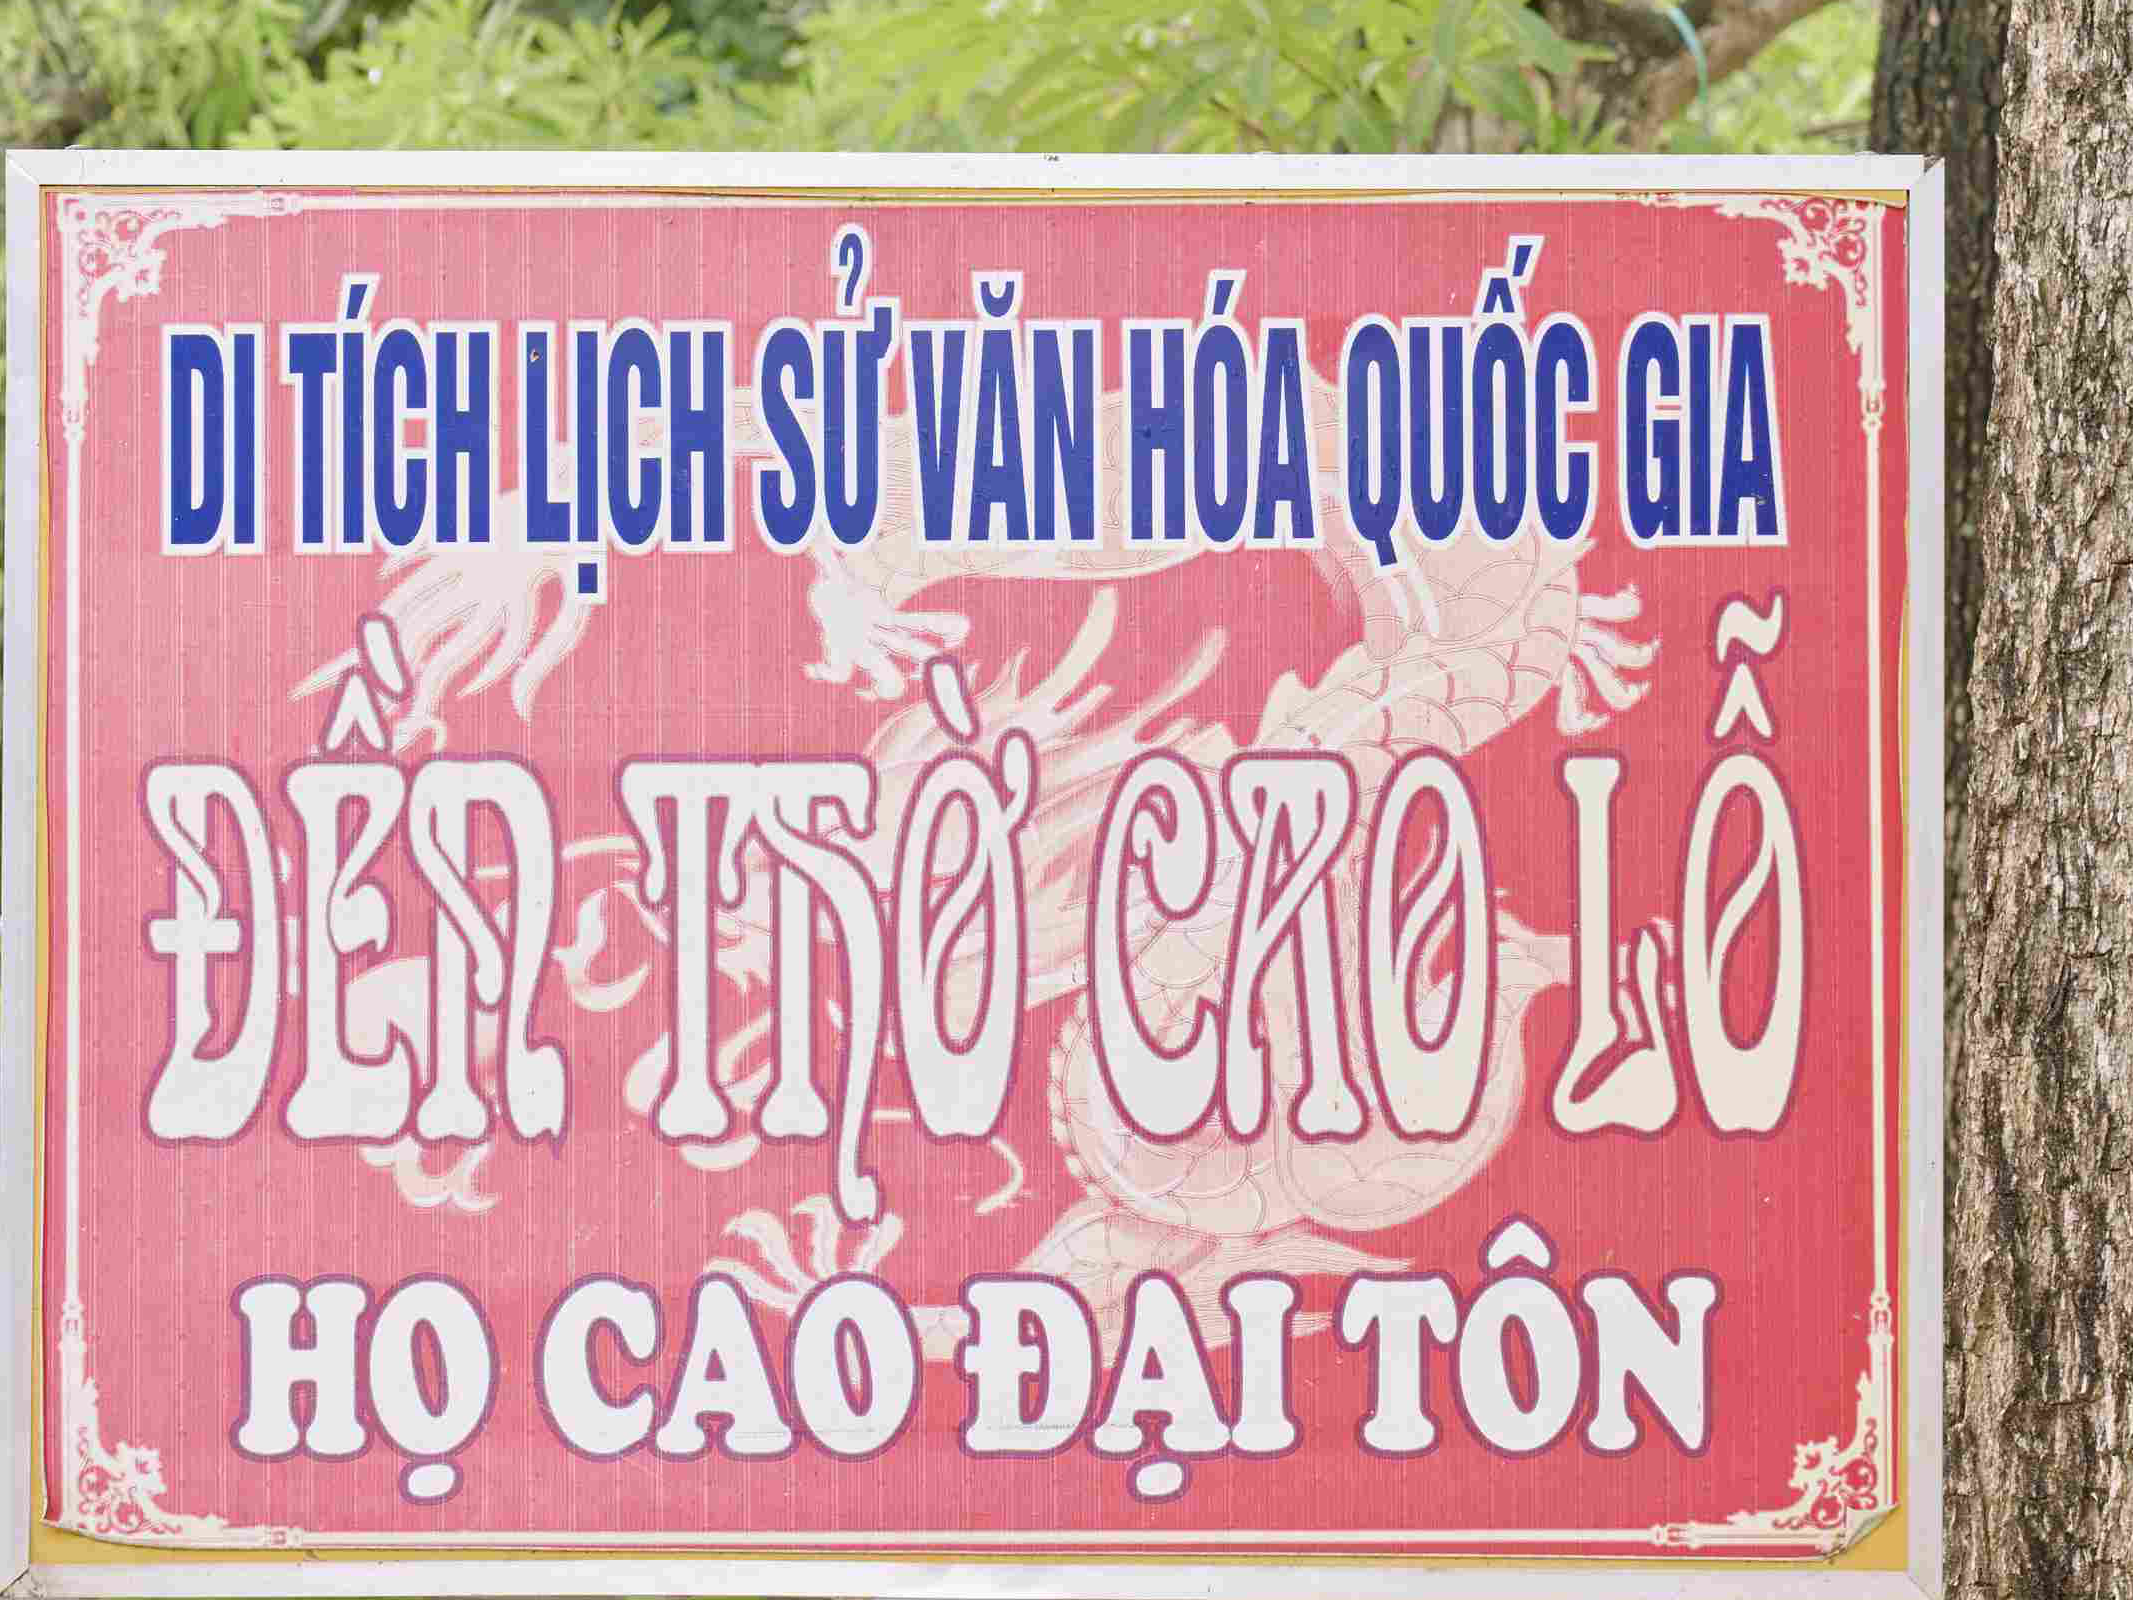 DI TÍCH LỊCH SỬ VĂN HÓA QUỐC GIA
ĐỀN THỜ CAO LỖ
HỌ CAO ĐẠI TÔN